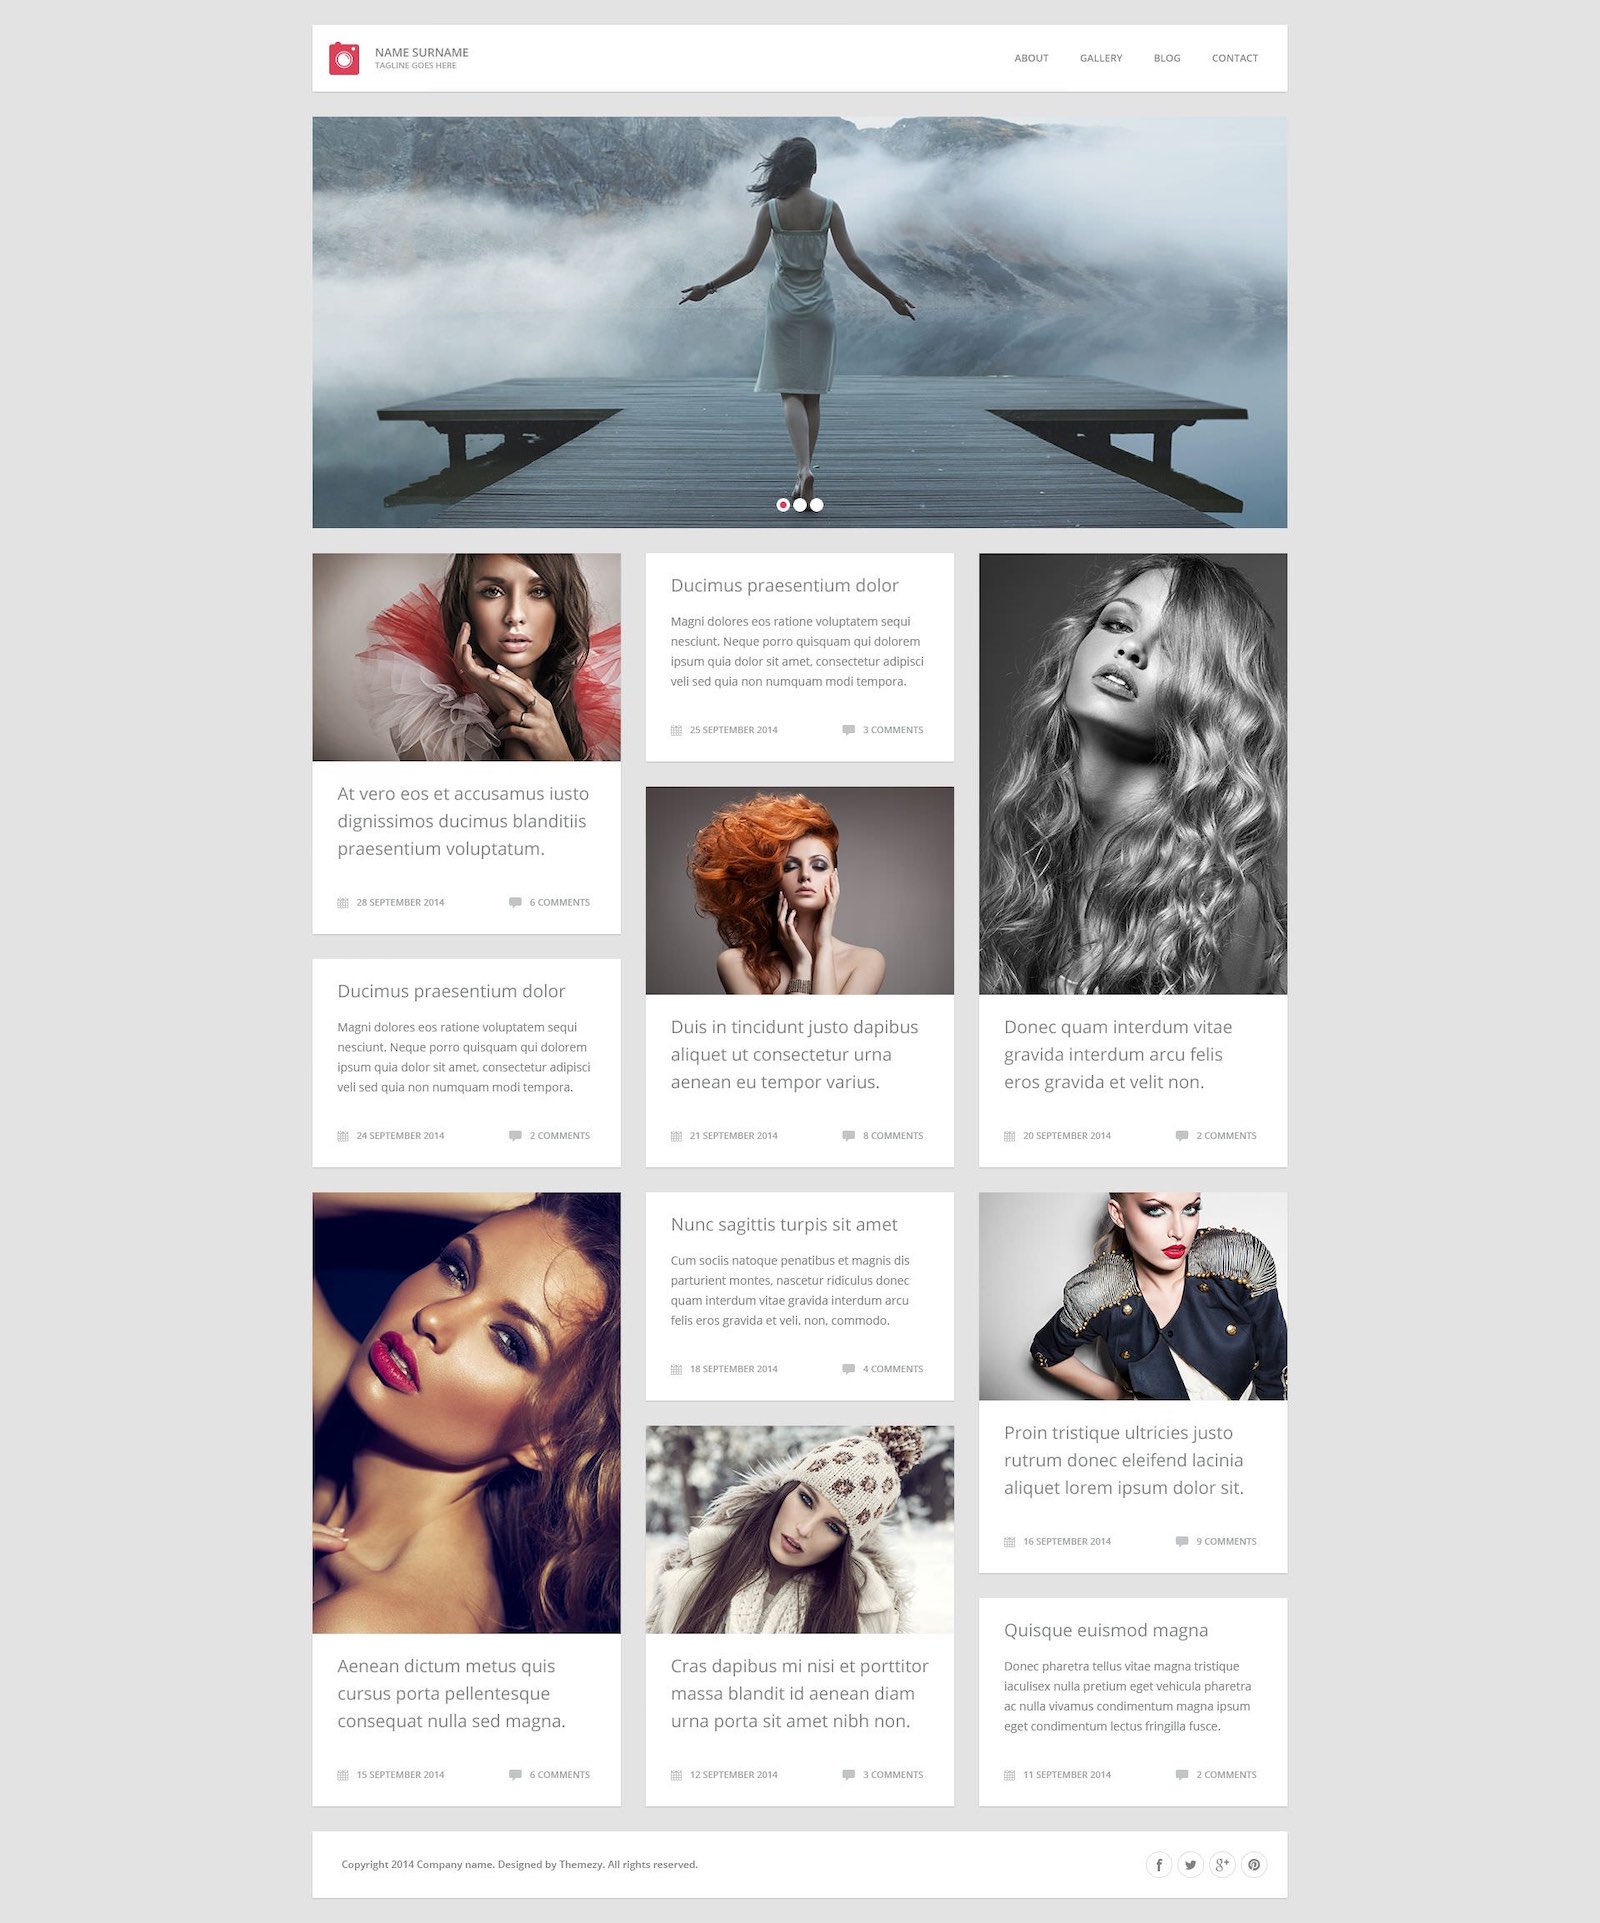 NAME SURNAME
TAGLINE GOES HERE
ABOUT GALLERY BLOG CONTACT
At vero eos et accusamus iusto
dignissimos ducimus blanditiis
praesentium voluptatum.
28 SEPTEMBER 2014 6 COMMENTS
Ducimus praesentium dolor
Magni dolores eos ratione voluptatem sequi
nesciunt. Neque porro quisquam qui dolorem
ipsum quia dolor sit amet, consectetur adipisci
veli sed quia non numquam modi tempora.
25 SEPTEMBER 2014 3 COMMENTS
Ducimus praesentium dolor
Magni dolores eos ratione voluptatem sequi
nesciunt. Neque porro quisquam qui dolorem
ipsum quia dolor sit amet, consectetur adipisci
veli sed quia non numquam modi tempora.
24 SEPTEMBER 2014 2 COMMENTS
Duis in tincidunt justo dapibus
aliquet ut consectetur urna
aenean eu tempor varius.
21 SEPTEMBER 2014 8 COMMENTS
Donec quam interdum vitae
gravida interdum arcu felis
eros gravida et velit non.
20 SEPTEMBER 2014 2 COMMENTS
Aenean dictum metus quis
cursus porta pellentesque
consequat nulla sed magna.
15 SEPTEMBER 2014 6 COMMENTS
Nunc sagittis turpis sit amet
Cum sociis natoque penatibus et magnis dis
parturient montes, nascetur ridiculus donec
quam interdum vitae gravida interdum arcu
felis eros gravida et veli. non, commodo.
18 SEPTEMBER 2014 4 COMMENTS
Cras dapibus mi nisi et porttitor
massa blandit id aenean diam
urna porta sit amet nibh non.
12 SEPTEMBER 2014 3 COMMENTS
Proin tristique ultricies justo
rutrum donec eleifend lacinia
aliquet lorem ipsum dolor sit.
16 SEPTEMBER 2014 9 COMMENTS
Quisque euismod magna
Donec pharetra tellus vitae magna tristique
iaculisex nulla pretium eget vehicula pharetra
ac nulla vivamus condimentum magna ipsum
eget condimentum lectus fringilla fusce.
11 SEPTEMBER 2014 2 COMMENTS
Copyright 2014 Company name. Designed by Themezy. All rights reserved.